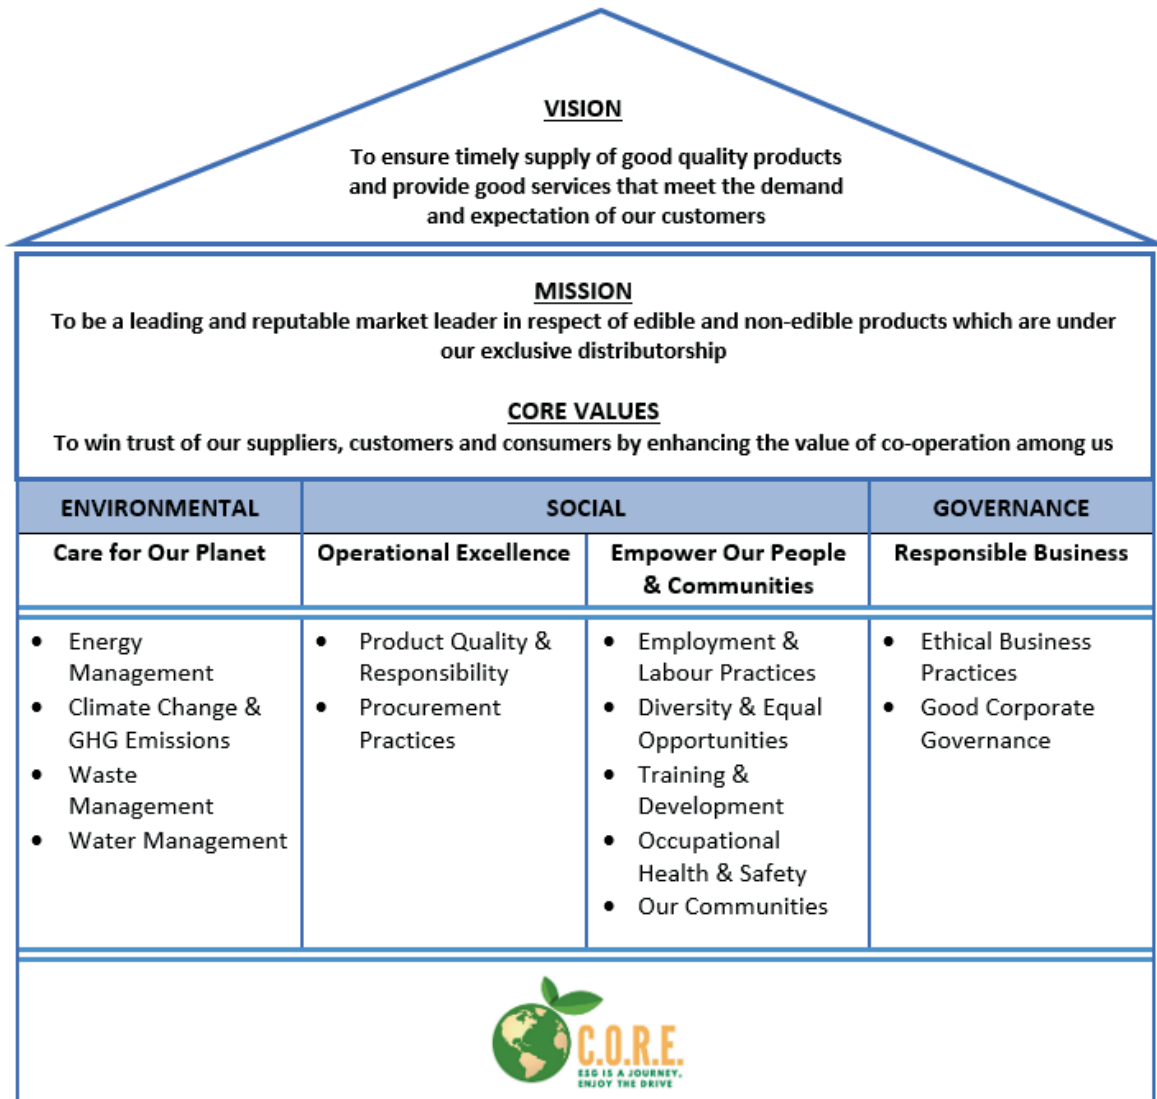 VISION
To ensure timely supply of good quality products
and provide good services that meet the demand
and expectation of our customers
MISSION
To be a leading and reputable market leader in respect of edible and non-edible products which are under
our exclusive distributorship
CORE VALUES
To win trust of our suppliers, customers and consumers by enhancing the value of co-operation among us
ENVIRONMENTAL
SOCIAL
GOVERNANCE
Care for Our Planet
Operational Excellence
Empower Our People
& Communities
Responsible Business
• Energy
Management
• Climate Change &
GHG Emissions
• Waste
Management
• Water Management
• Product Quality &
Responsibility
• Procurement
Practices
• Employment &
Labour Practices
• Diversity & Equal
Opportunities
• Training &
Development
• Occupational
Health & Safety
• Our Communities
• Ethical Business
Practices
• Good Corporate
Governance
C.O.R.E.
ESG IS A JOURNEY,
ENJOY THE DRIVE